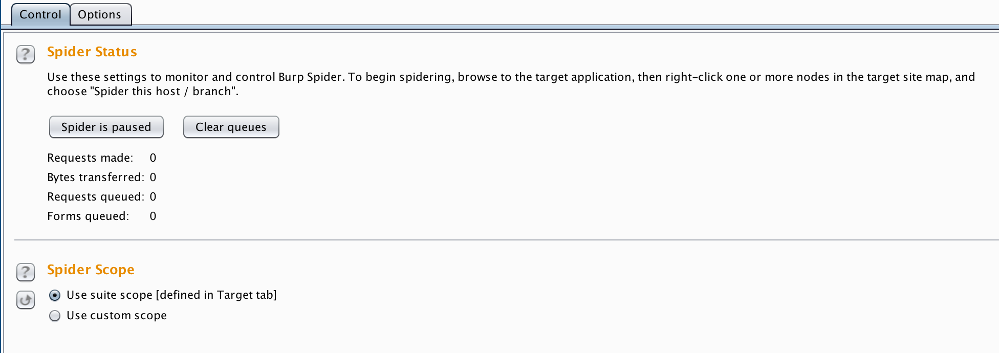 Control Options
Spider Status
Use these settings to monitor and control Burp Spider. To begin spidering, browse to the target application, then right-click one or more nodes in the target site map, and
choose "Spider this host / branch".
Spider is paused Clear queues
Requests made: 0
Bytes transferred: 0
Requests queued: 0
Forms queued: 0
Spider Scope
Use suite scope [defined in Target tab]
Use custom scope